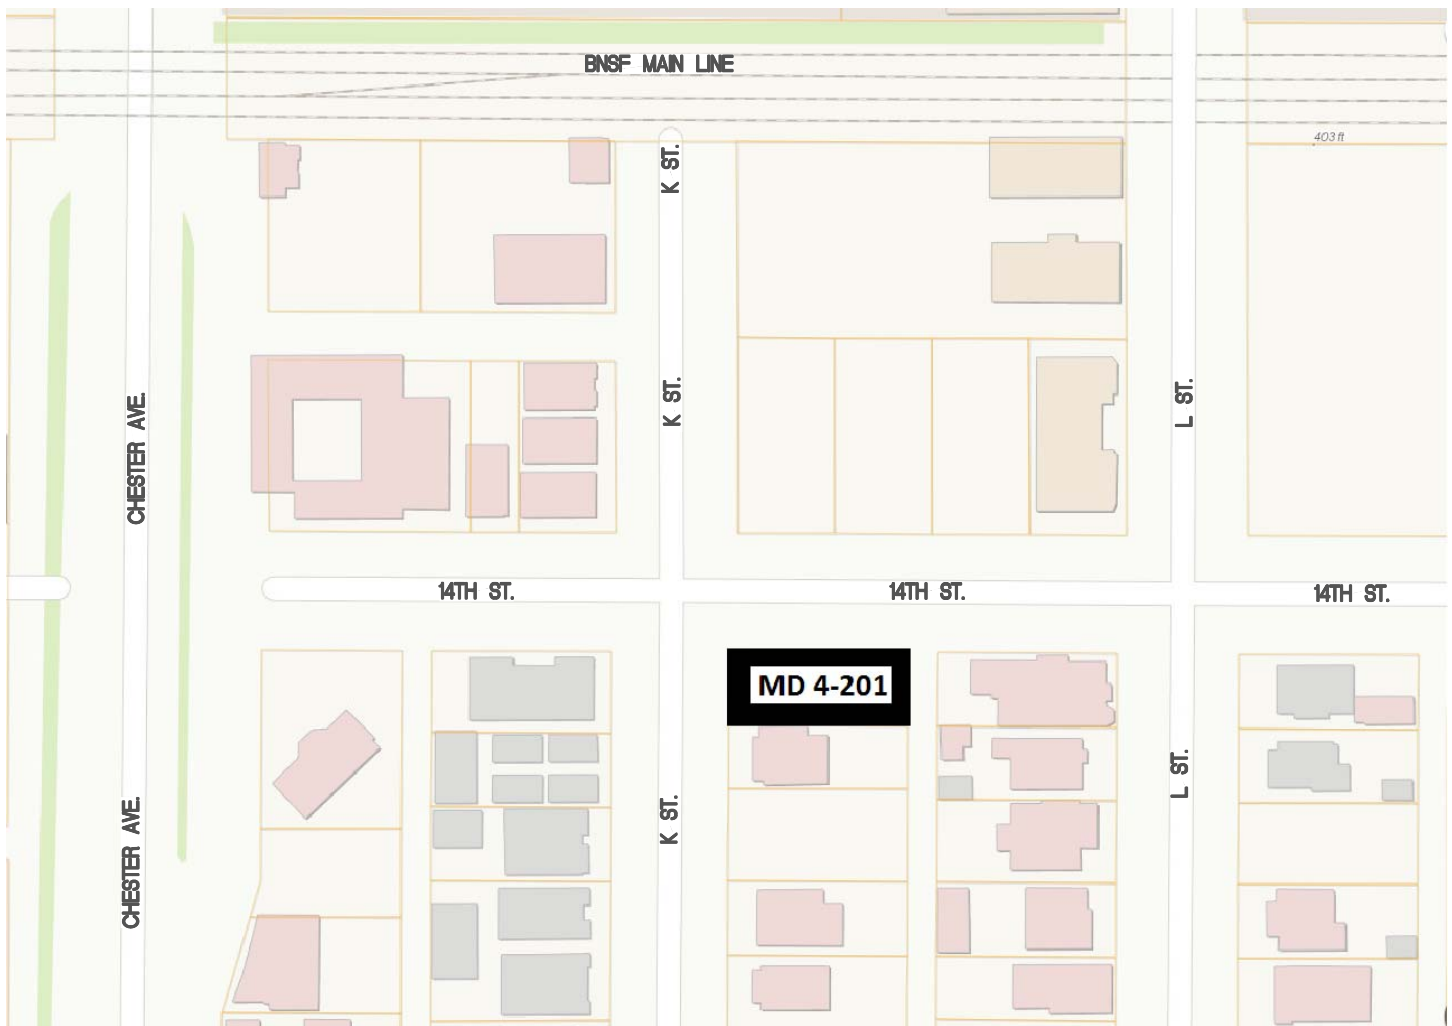 BNSF MAIN LINE
403 ft
K ST.
K ST.
L ST.
CHESTER AVE.
14TH ST.
14TH ST.
14TH ST.
MD 4-201
L ST.
K ST.
CHESTER AVE.